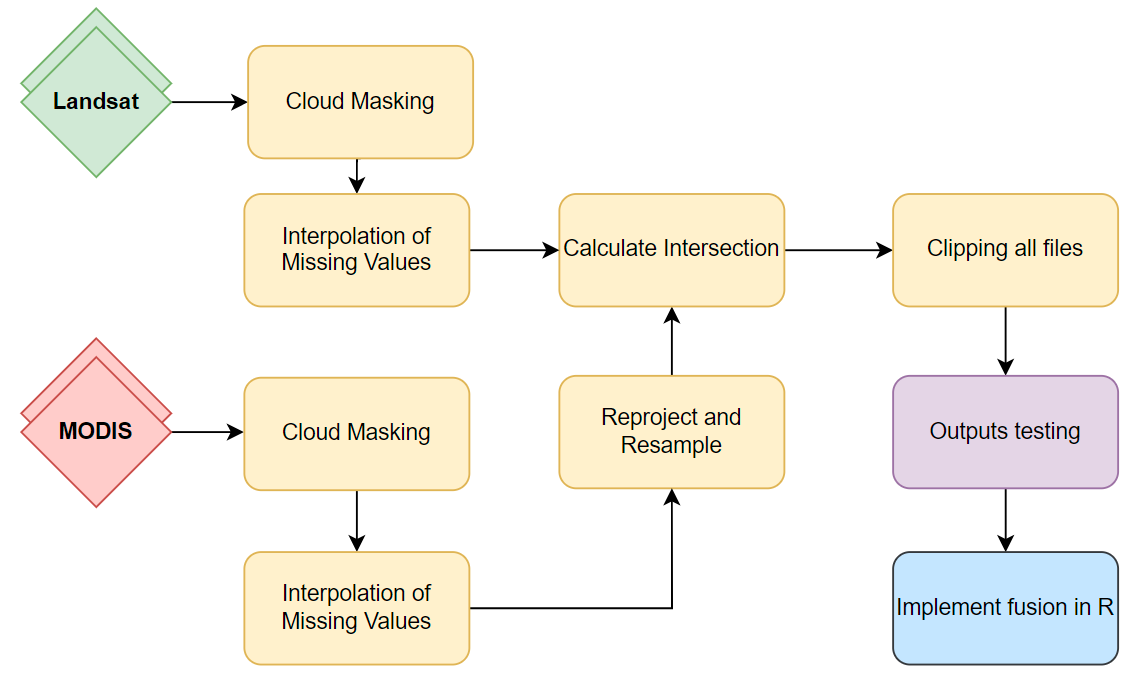 Landsat
Cloud Masking
Interpolation of
Missing Values
Calculate Intersection
Clipping all files
MODIS
Cloud Masking
Reproject and
Resample
Outputs testing
Interpolation of
Missing Values
Implement fusion in R